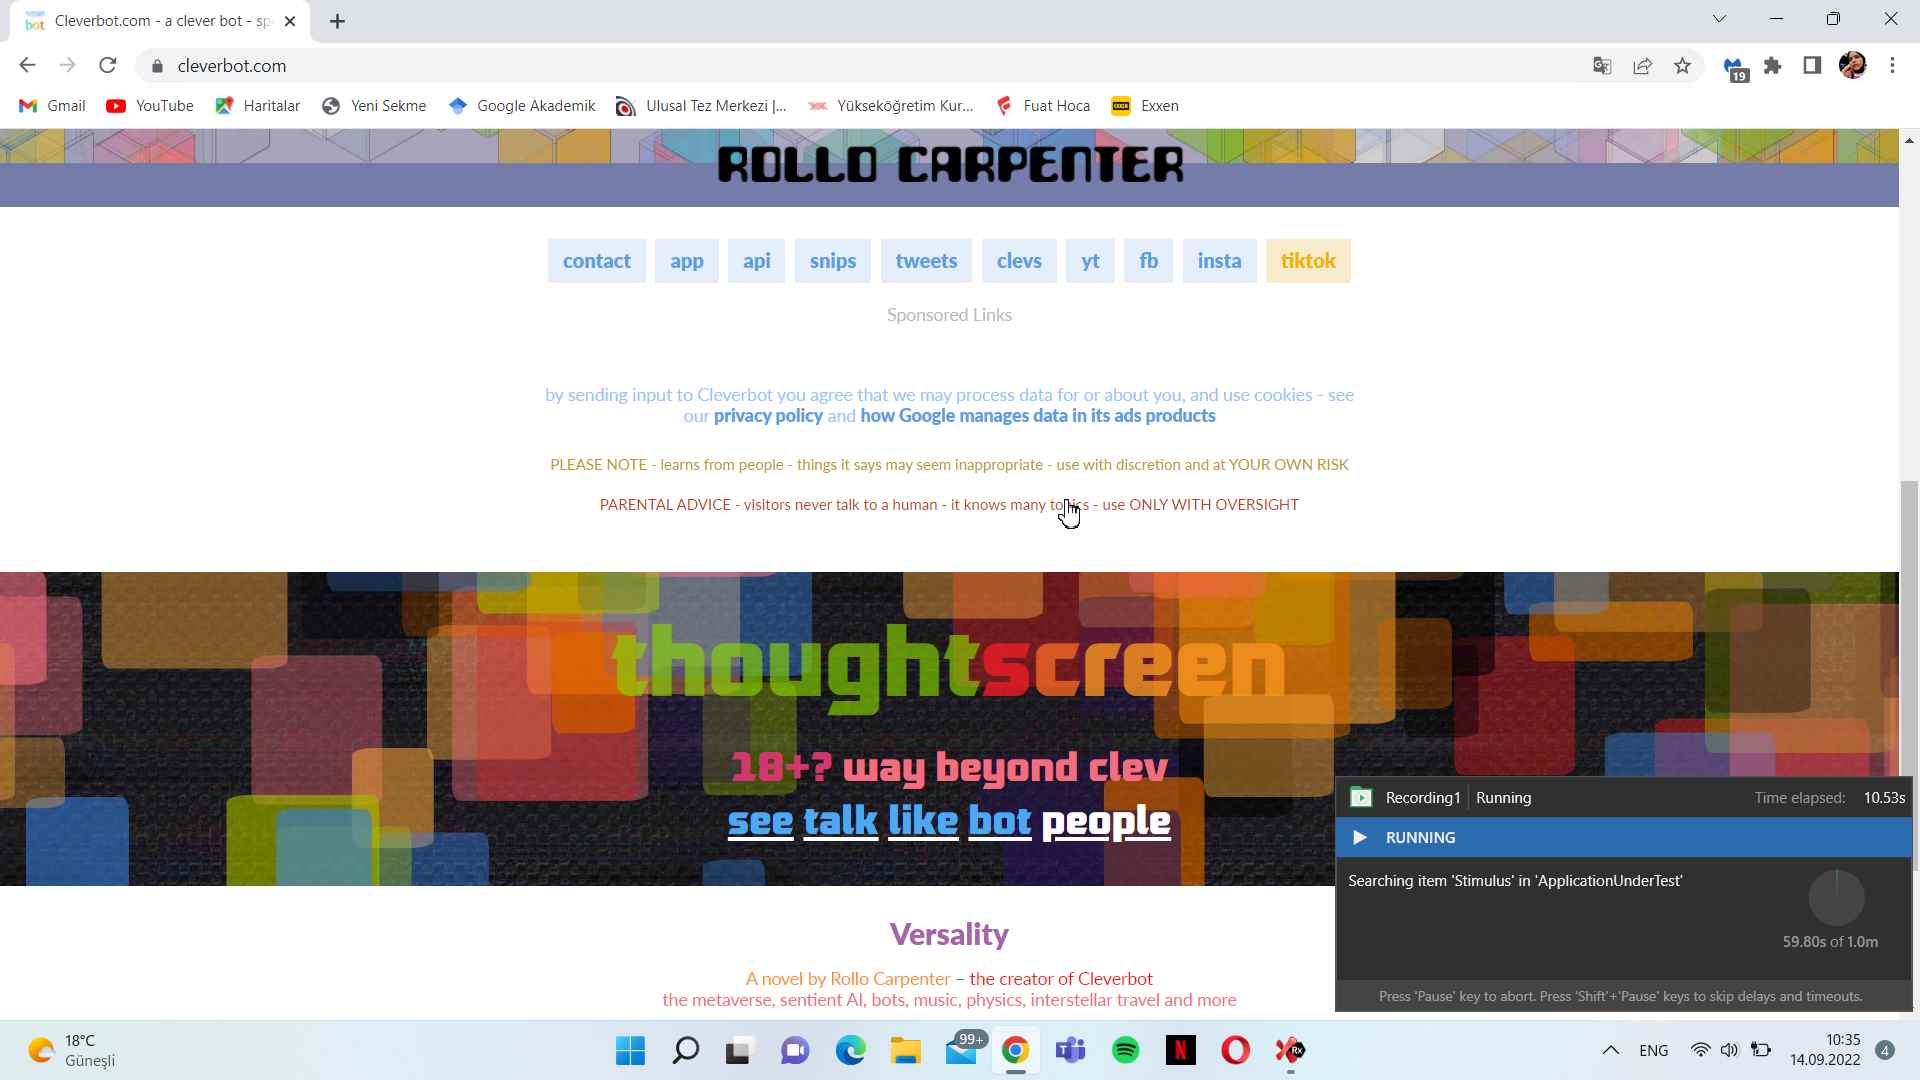 Cleverbot.com - a clever bot - sp
cleverbot.com
19
Gmail
YouTube
Haritalar
Yeni Sekme
Google Akademik
Ulusal Tez Merkezi |...
Yükseköğretim Kur...
Fuat Hoca
Exxen
ROLLO CARPENTER
contact app api snips tweets clevs yt fb insta tiktok
Sponsored Links
by sending input to Cleverbot you agree that we may process data for or about you, and use cookies - see
our privacy policy and how Google manages data in its ads products
PLEASE NOTE - learns from people - things it says may seem inappropriate - use with discretion and at YOUR OWN RISK
PARENTAL ADVICE - visitors never talk to a human - it knows many topics - use ONLY WITH OVERSIGHT
thoughtscreen
18+? way beyond clev
see talk like bot people
Recording1 Running Time elapsed: 10.53s
RUNNING
Searching item 'Stimulus' in 'ApplicationUnderTest'
59.80s of 1.0m
Press 'Pause' key to abort. Press 'Shift'+'Pause' keys to skip delays and timeouts.
Versality
A novel by Rollo Carpenter – the creator of Cleverbot
the metaverse, sentient AI, bots, music, physics, interstellar travel and more
18°C
Güneşli
99+
N
Rx
ENG
10:35
14.09.2022
4